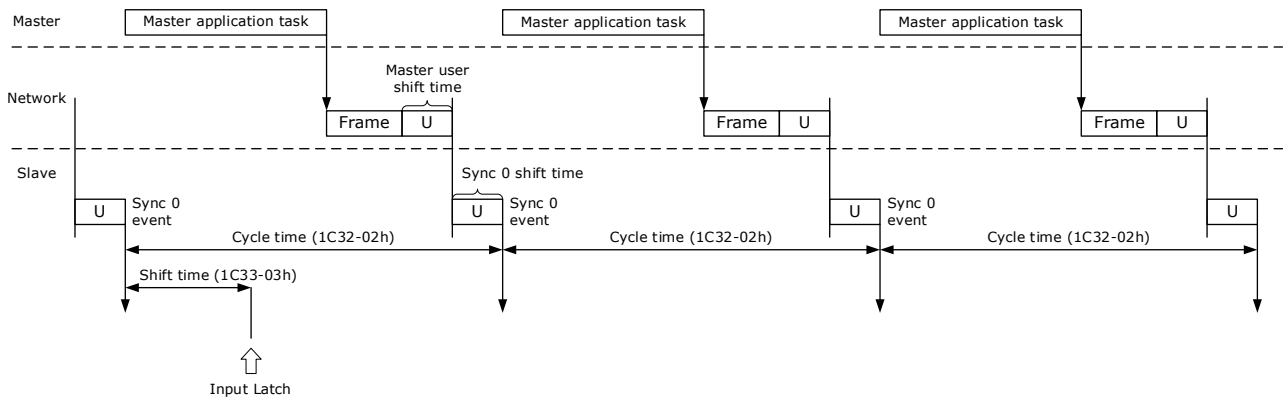 Master
Master application task
Master application task
Master application task
Master user
shift time
Network
Frame
U
Frame
U
Frame
U
Slave
Sync 0 shift time
U
Sync 0
event
U
Sync 0
event
U
Sync 0
event
U
Cycle time (1C32-02h)
Cycle time (1C32-02h)
Cycle time (1C32-02h)
Shift time (1C33-03h)
Input Latch